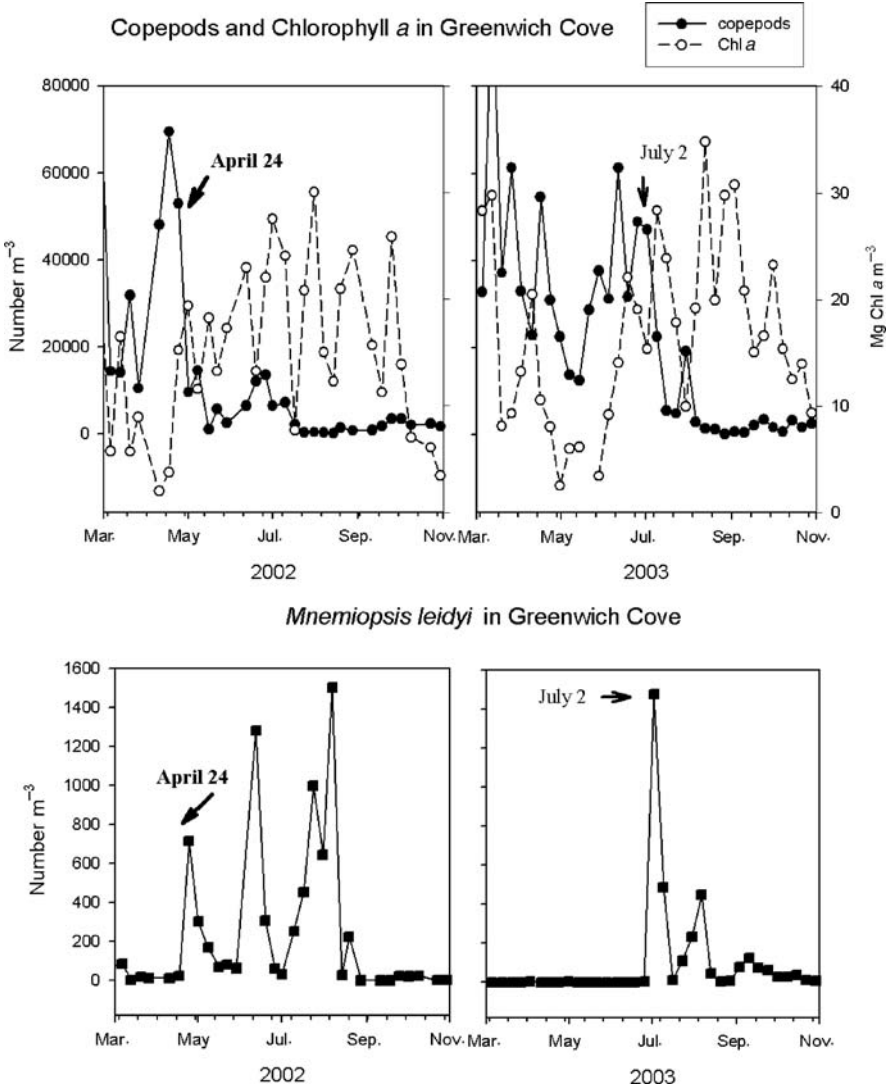 Copepods and Chlorophyll a in Greenwich Cove
copepods
Chl a
80000
60000
40000
20000
0
Number m⁻³
April 24
July 2
40
30
20
10
0
Mg Chl a m⁻³
Mar. May Jul. Sep. Nov.
Mar. May Jul. Sep. Nov.
2002 2003
Mnemiopsis leidyi in Greenwich Cove
1600
1400
1200
1000
800
600
400
200
0
Number m⁻³
April 24
July 2
Mar. May Jul. Sep. Nov.
Mar. May Jul. Sep. Nov.
2002 2003